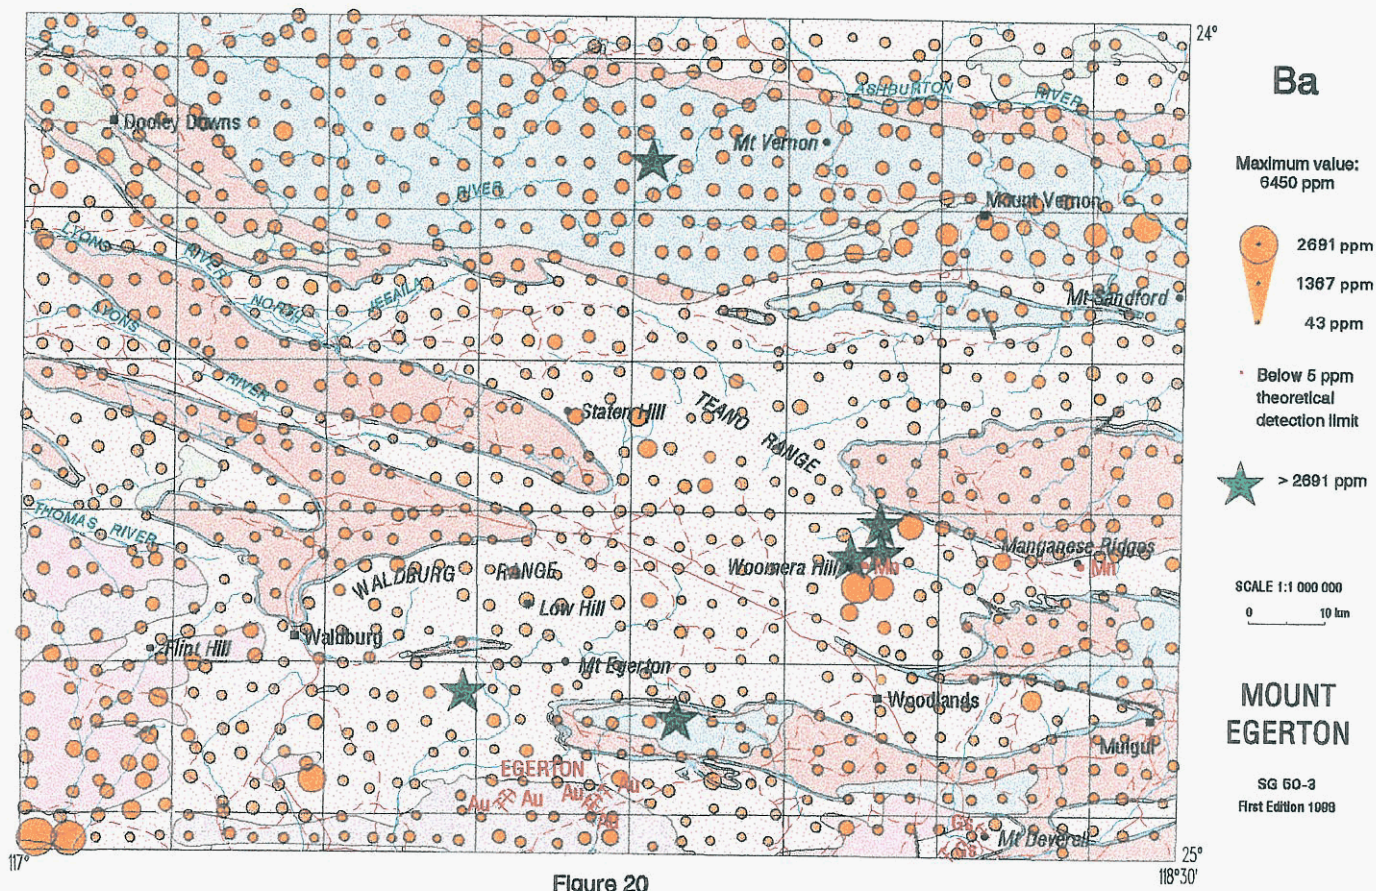 24°
Ba
ASHBURTON
RIVER
Dooley Downs
Mt Vernon
Maximum value:
6450 ppm
RIVER
Mount Vernon
LYONS
RIVER
2691 ppm
1367 ppm
43 ppm
NORTH
JEEAILA
Mt Sandford
LYONS
RIVER
Below 5 ppm
theoretical
detection limit
Staten Hill
TEANO RANGE
> 2691 ppm
THOMAS RIVER
Manganese Ridges
Woomera Hill
Mn
Mn
WALDBURG RANGE
SCALE 1:1 000 000
0 10 km
Low Hill
Waldburg
Flint Hill
Mt Egerton
Woodlands
MOUNT
EGERTON
Mulgul
EGERTON
Au
Au
Au
Au
SG 50-3
First Edition 1998
Mt Deverell
117°
25°
118°30'
Figure 20